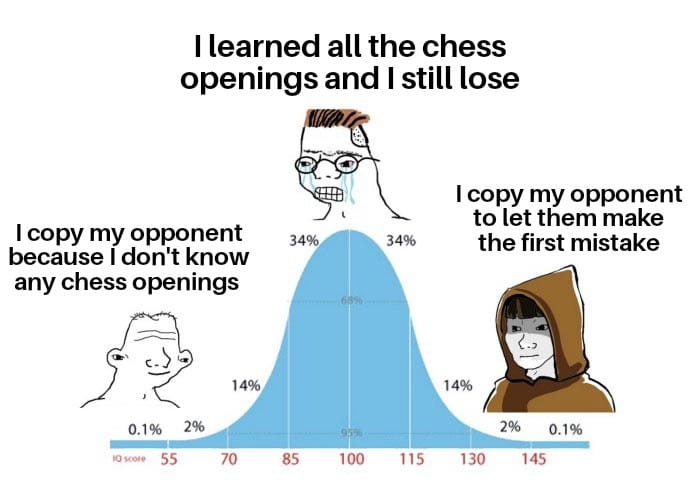 I learned all the chess
openings and I still lose
I copy my opponent
to let them make
the first mistake
I copy my opponent
because I don't know
any chess openings
34% 34%
68%
14% 14%
0.1% 2% 2% 0.1%
95%
IQ score 55 70 85 100 115 130 145